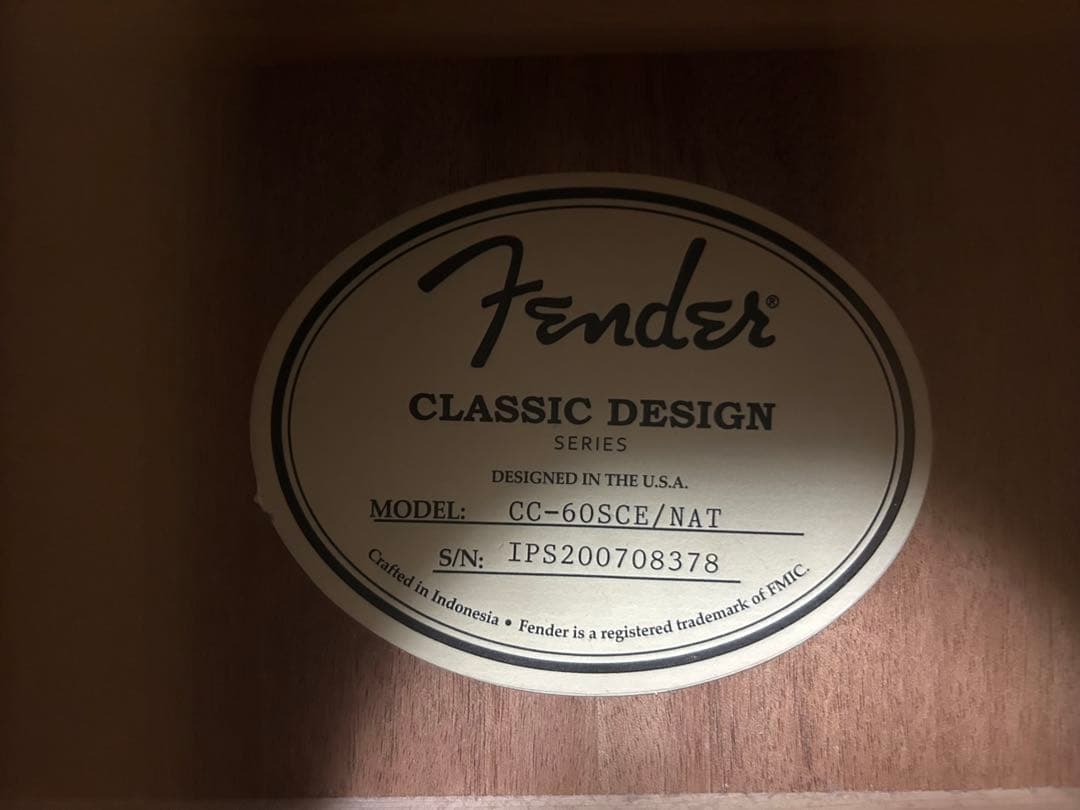 Fender®
CLASSIC DESIGN
SERIES
DESIGNED IN THE U.S.A.
MODEL: CC-60SCE/NAT
S/N: IPS200708378
Crafted in Indonesia • Fender is a registered trademark of FMIC.